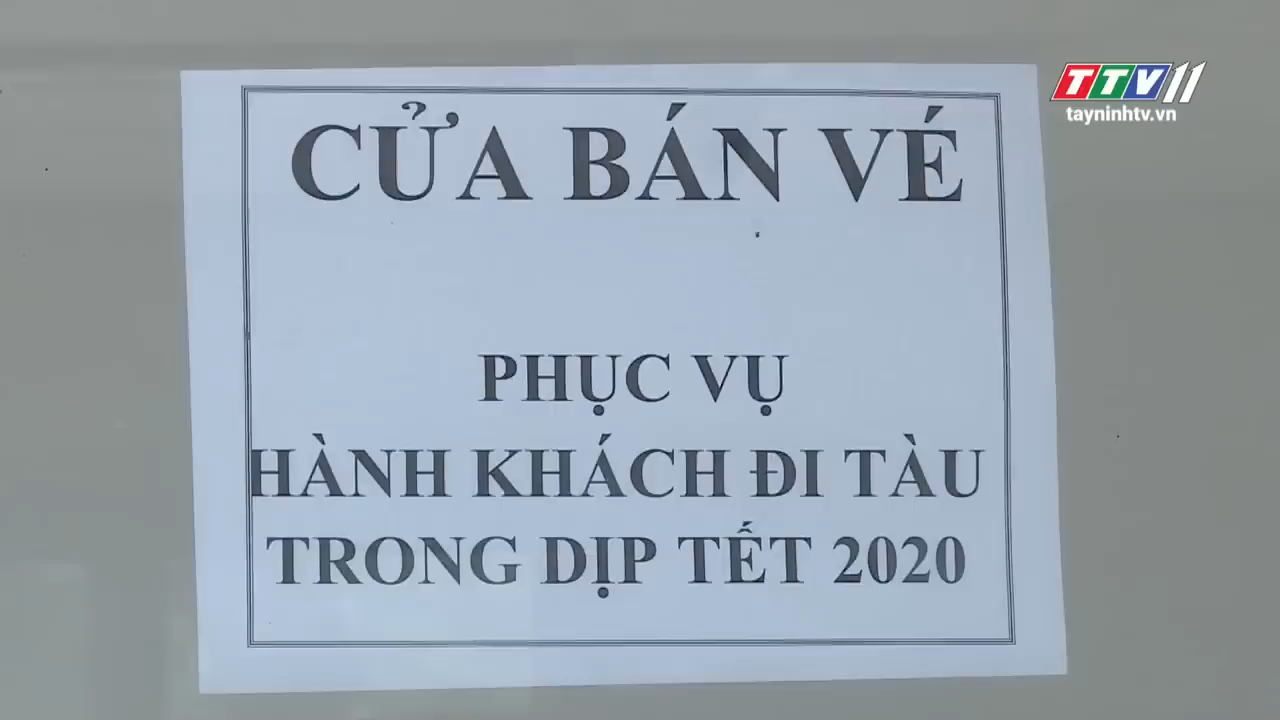 TTV11
tayninhtv.vn
CỬA BÁN VÉ
PHỤC VỤ
HÀNH KHÁCH ĐI TÀU
TRONG DỊP TẾT 2020